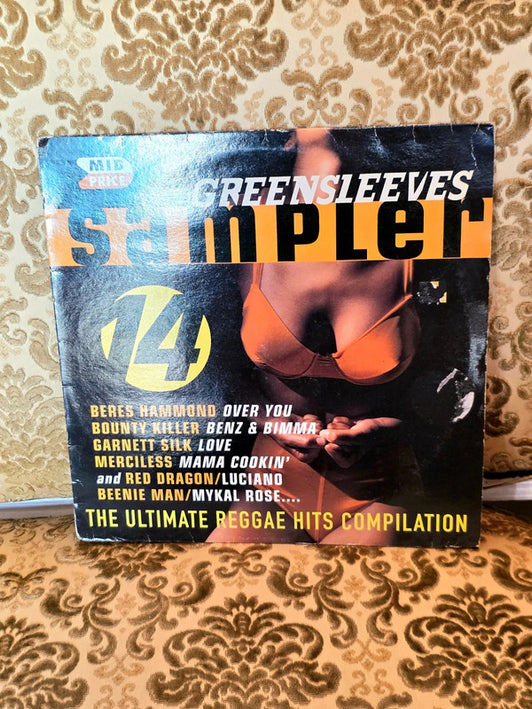 MID
PRICE
GREENSLEEVES
sampler
14
BERES HAMMOND OVER YOU
BOUNTY KILLER BENZ & BIMMA
GARNETT SILK LOVE
MERCILESS MAMA COOKIN'
and RED DRAGON/LUCIANO
BEENIE MAN/MYKAL ROSE....
THE ULTIMATE REGGAE HITS COMPILATION